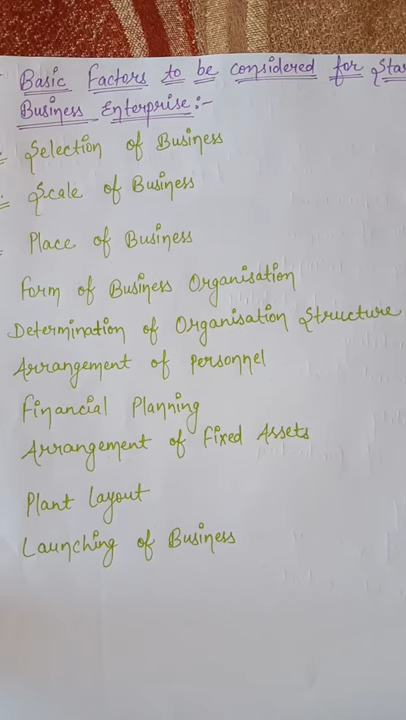 Basic Factors to be considered for
Business Enterprise:-
Selection of Business
Scale of Business
Place of Business
Form of Business Organisation
Determination of Organisation Structure
Arrangement of Personnel
Financial Planning
Arrangement of Fixed Assets
Plant Layout
Launching of Business